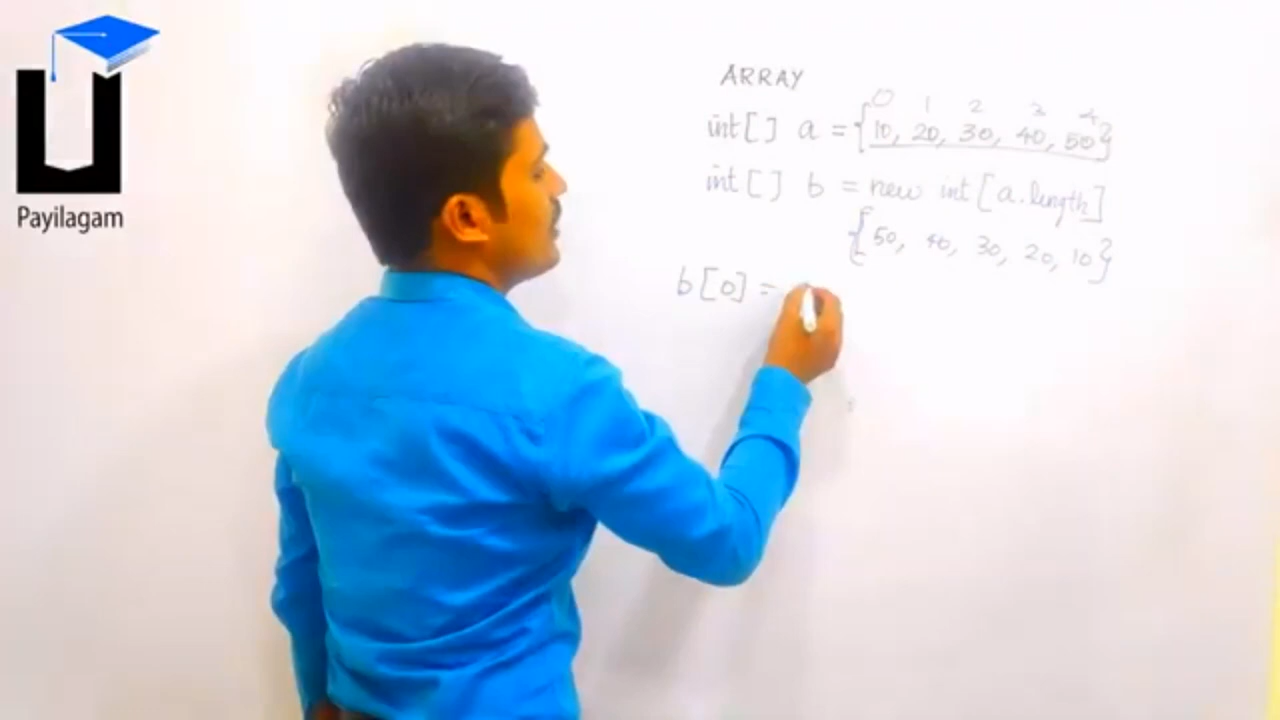 Payilagam
ARRAY
0 1 2 3 4
int[] a = {10, 20, 30, 40, 50}
int[] b = new int[a.length]
{50, 40, 30, 20, 10}
b[0] =